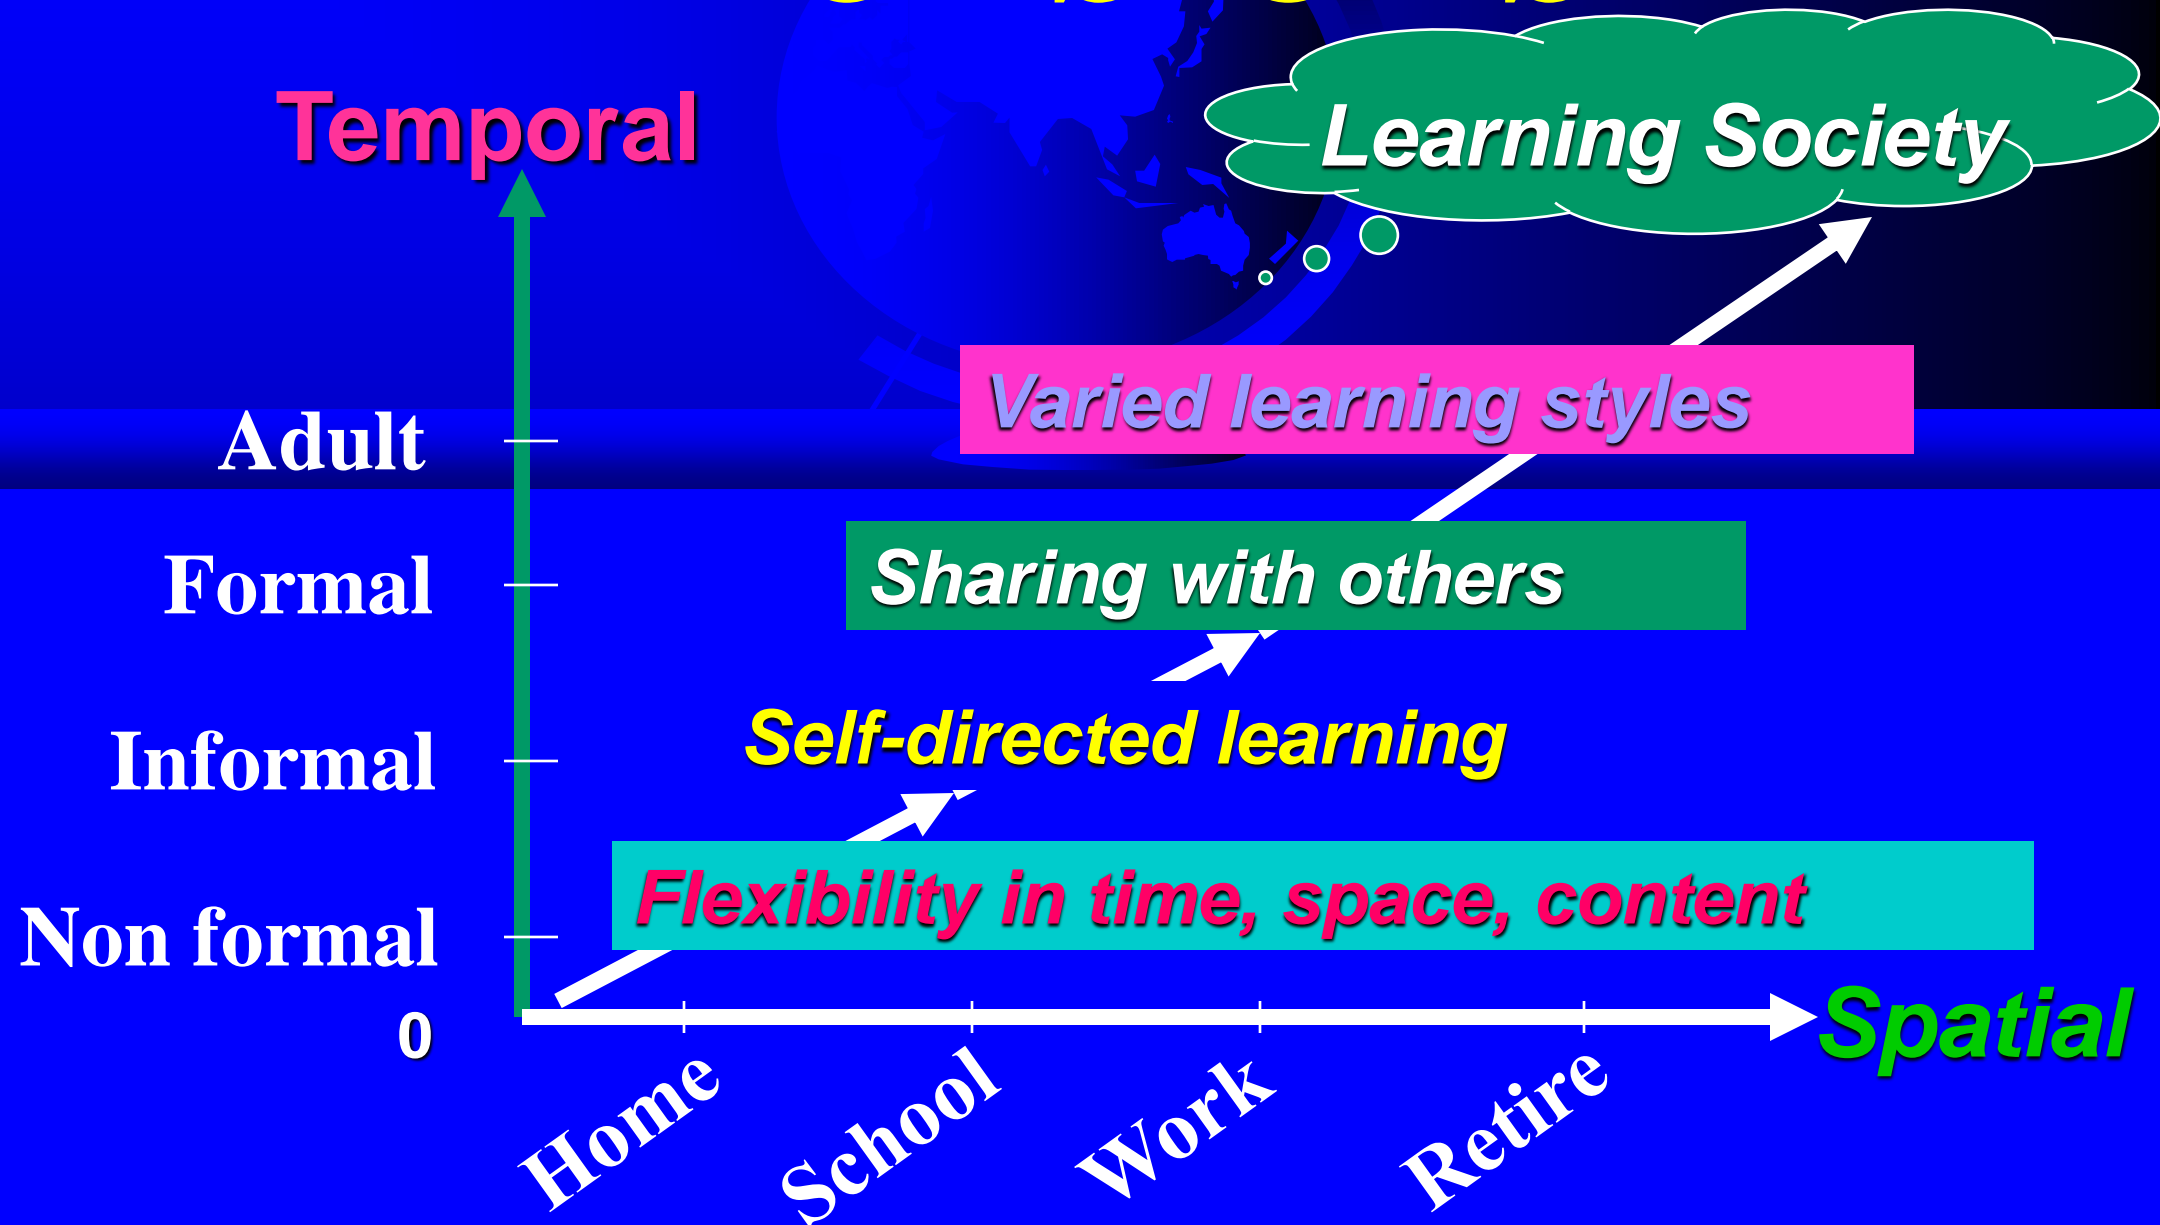 Temporal
Learning Society
Varied learning styles
Adult
Sharing with others
Formal
Self-directed learning
Informal
Flexibility in time, space, content
Non formal
0
Spatial
Home
School
Work
Retire